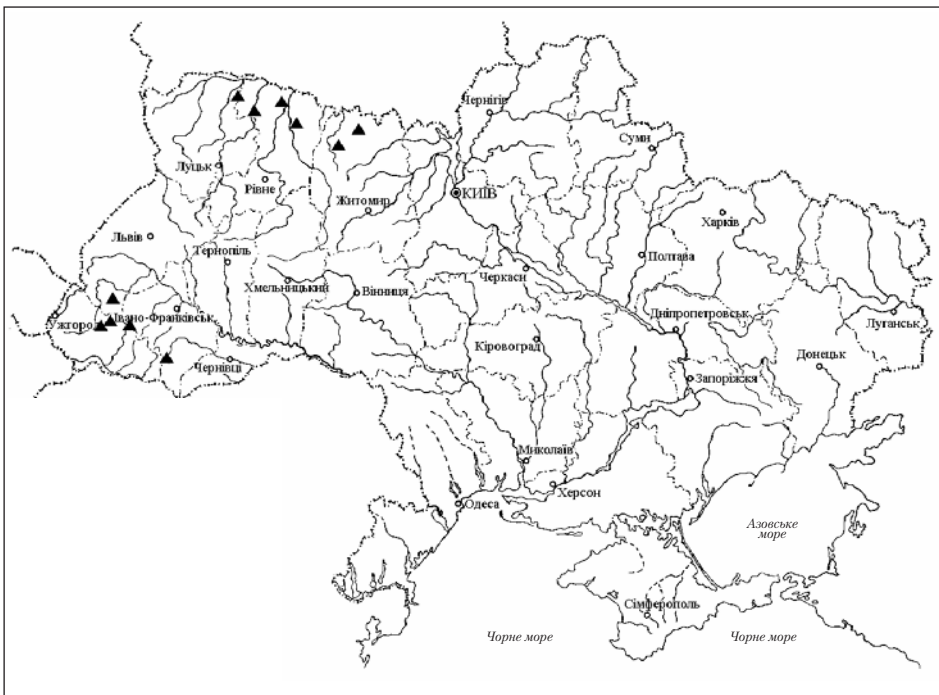 Чернігів
Суми
Луцьк
Рівне
КИЇВ
Житомир
Харків
Львів
Тернопіль
Полтава
Черкаси
Хмельницький
Вінниця
Ужгород
Івано-Франківськ
Дніпропетровськ
Луганськ
Кіровоград
Донецьк
Чернівці
Запоріжжя
Миколаїв
Херсон
Одеса
Азовське
море
Сімферополь
Чорне море
Чорне море